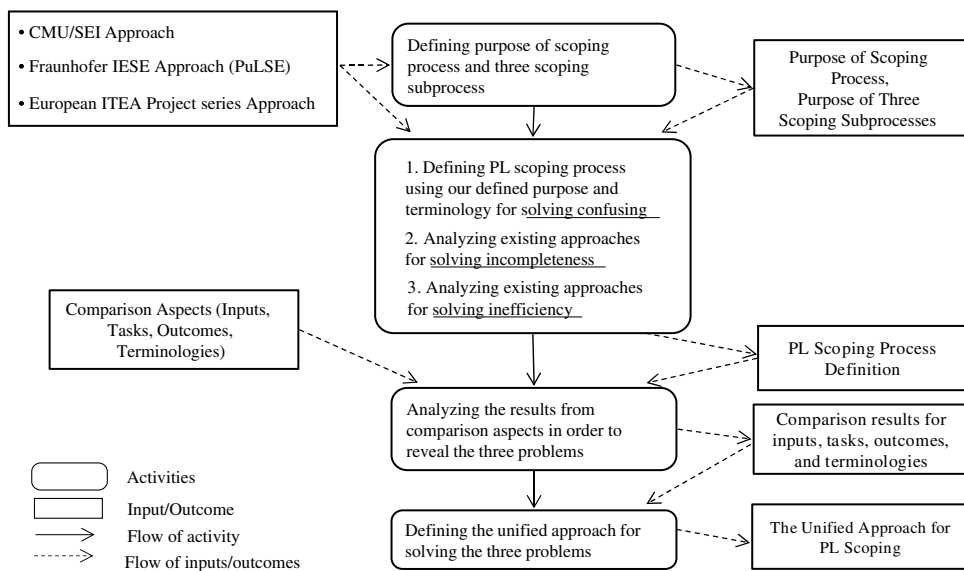 • CMU/SEI Approach
• Fraunhofer IESE Approach (PuLSE)
• European ITEA Project series Approach
Defining purpose of scoping
process and three scoping
subprocess
Purpose of Scoping
Process,
Purpose of Three
Scoping Subprocesses
1. Defining PL scoping process
using our defined purpose and
terminology for solving confusing
2. Analyzing existing approaches
for solving incompleteness
3. Analyzing existing approaches
for solving inefficiency
Comparison Aspects (Inputs,
Tasks, Outcomes,
Terminologies)
PL Scoping Process
Definition
Analyzing the results from
comparison aspects in order to
reveal the three problems
Comparison results for
inputs, tasks, outcomes,
and terminologies
Defining the unified approach for
solving the three problems
The Unified Approach for
PL Scoping
Activities
Input/Outcome
Flow of activity
Flow of inputs/outcomes